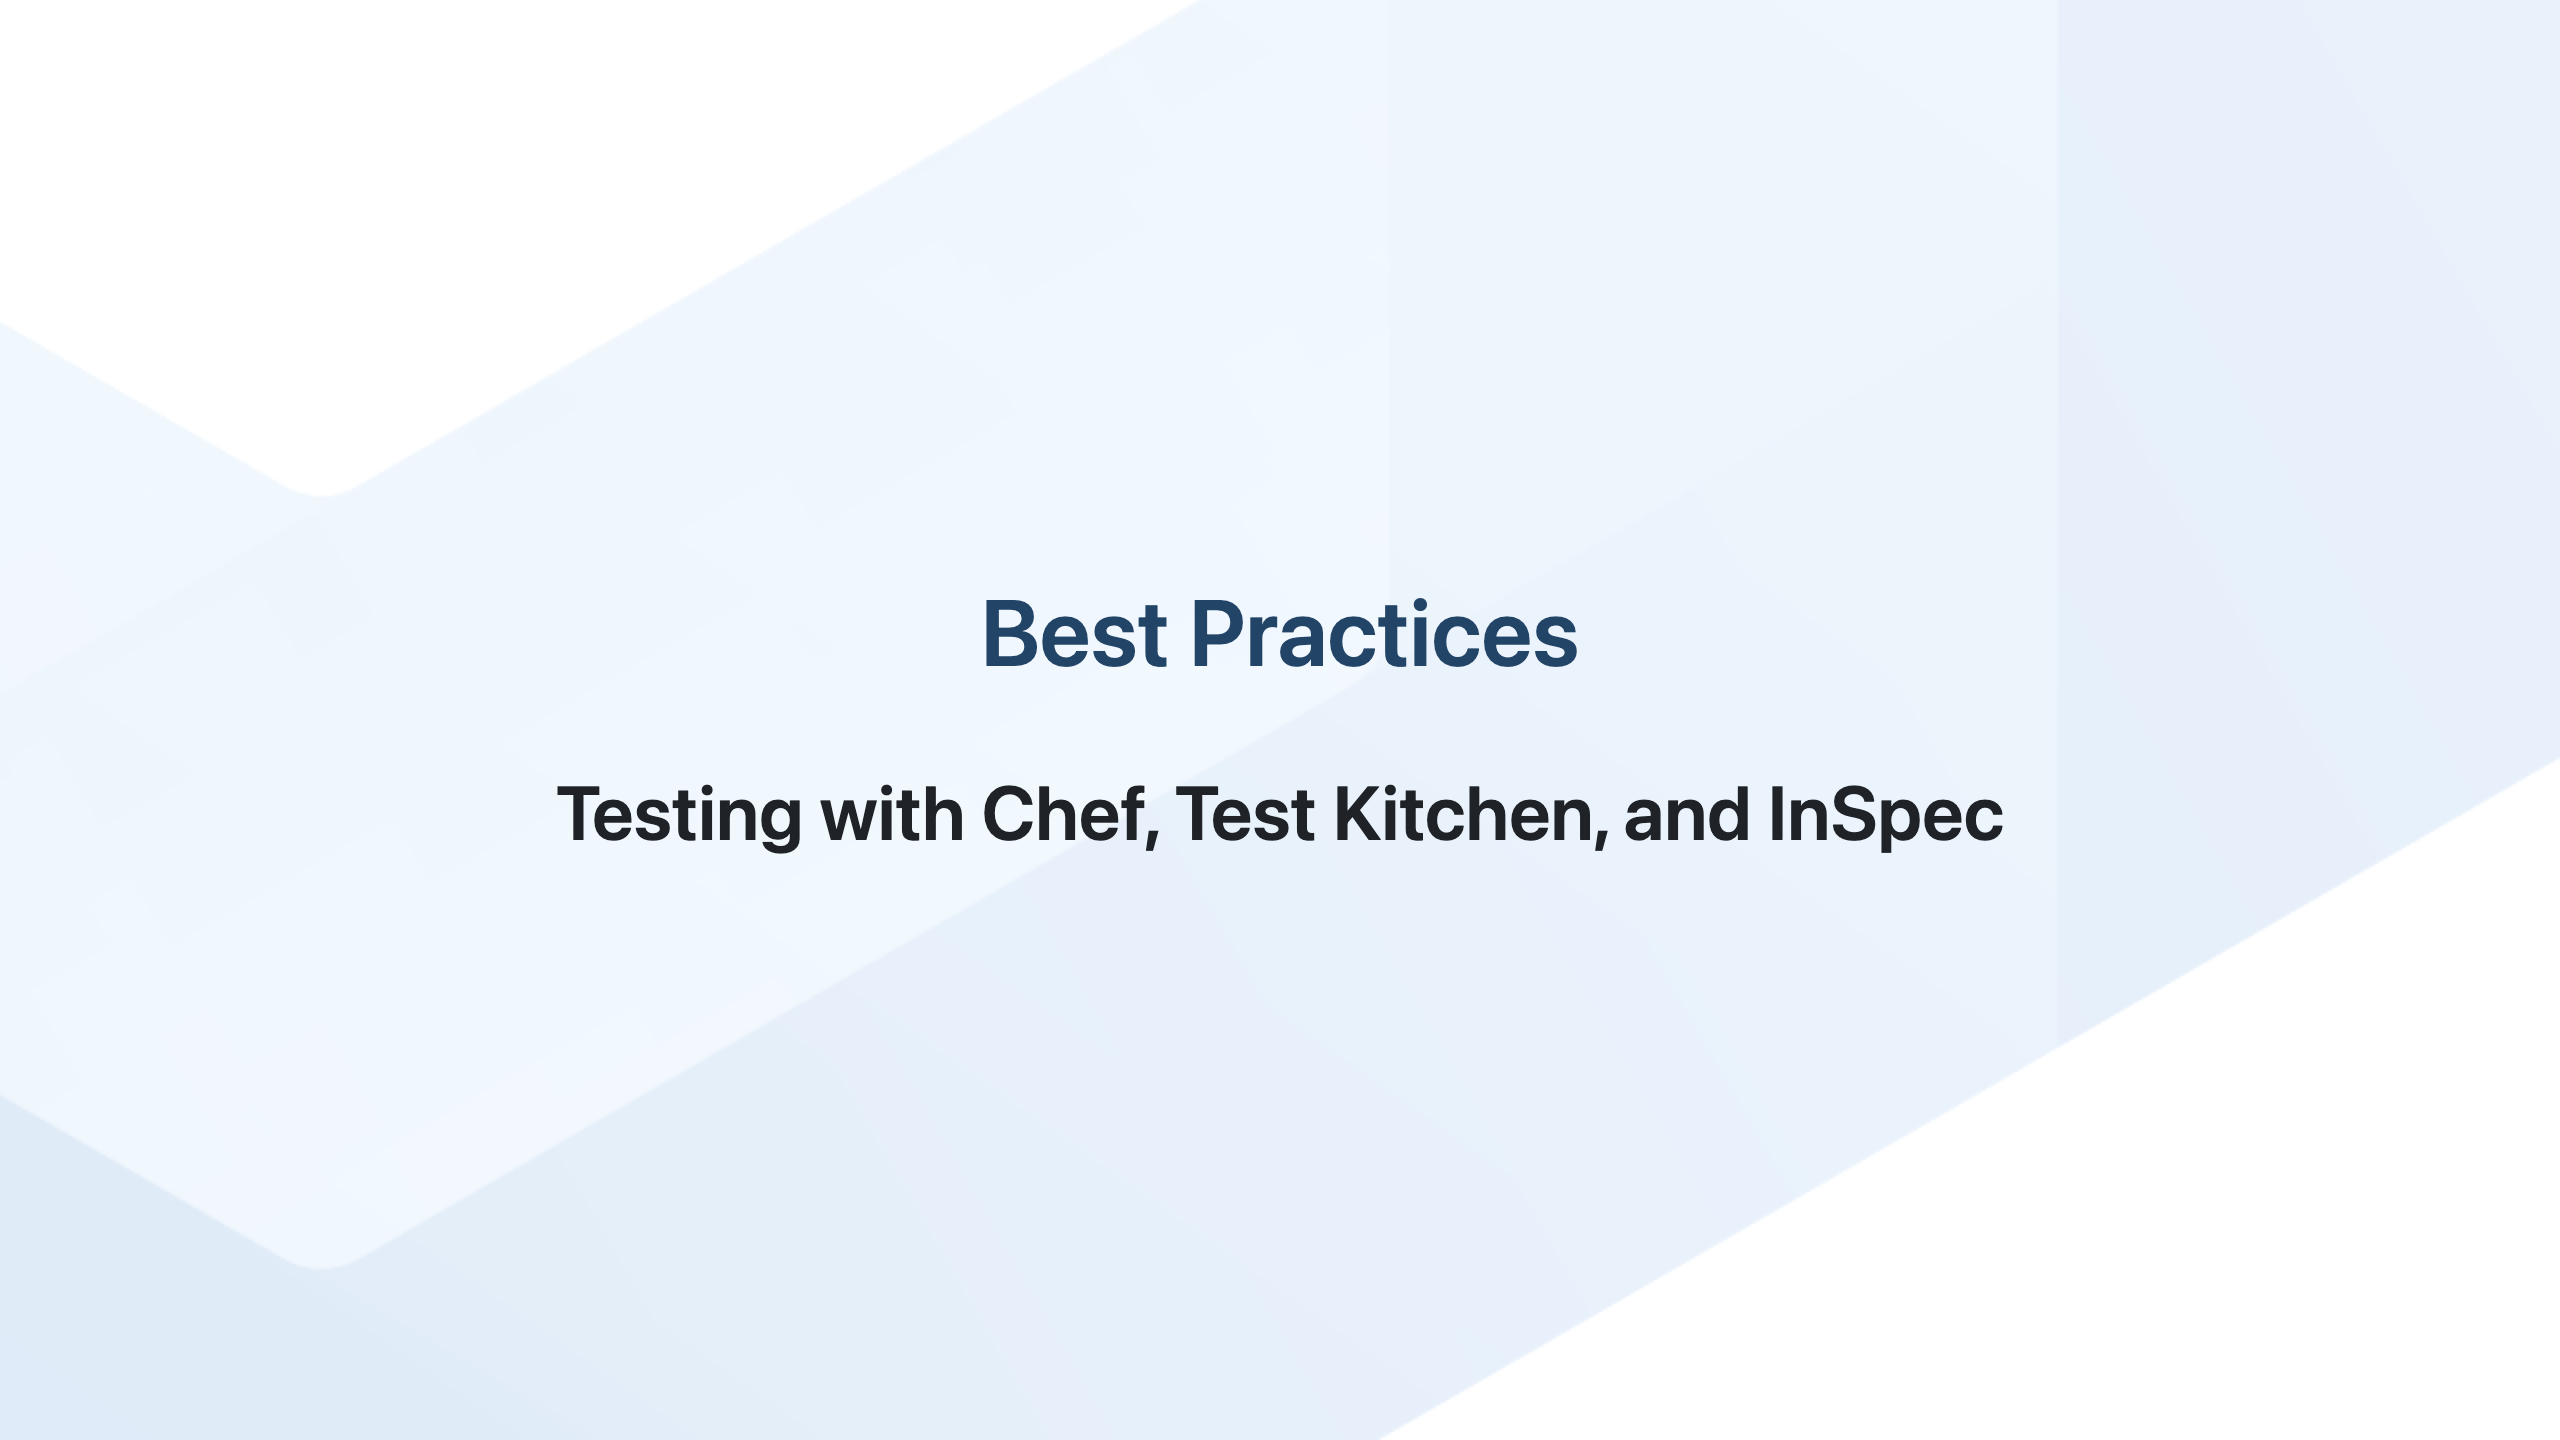 Best Practices
Testing with Chef, Test Kitchen, and InSpec